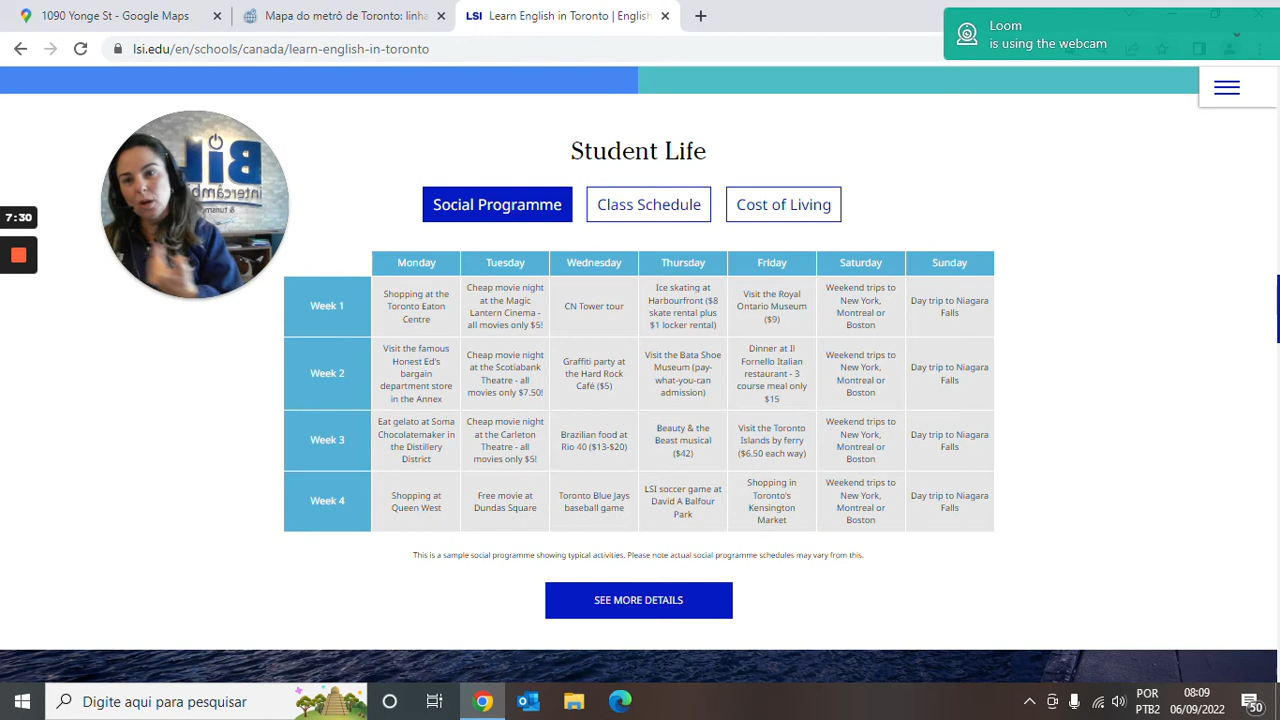 1090 Yonge St - Google Maps
Mapa do metrô de Toronto: linha
LSI Learn English in Toronto | English
Loom
is using the webcam
lsi.edu/en/schools/canada/learn-english-in-toronto
BiL
intercâmbi
& turismo
7:30
Student Life
Social Programme
Class Schedule
Cost of Living
Monday
Tuesday
Wednesday
Thursday
Friday
Saturday
Sunday
Week 1
Shopping at the
Toronto Eaton
Centre
Cheap movie night
at the Magic
Lantern Cinema -
all movies only $5!
CN Tower tour
Ice skating at
Harbourfront ($8
skate rental plus
$1 locker rental)
Visit the Royal
Ontario Museum
($9)
Weekend trips to
New York,
Montreal or
Boston
Day trip to Niagara
Falls
Week 2
Visit the famous
Honest Ed's
bargain
department store
in the Annex
Cheap movie night
at the Scotiabank
Theatre - all
movies only $7.50!
Graffiti party at
the Hard Rock
Café ($5)
Visit the Bata Shoe
Museum (pay-
what-you-can
admission)
Dinner at Il
Fornello Italian
restaurant - 3
course meal only
$15
Weekend trips to
New York,
Montreal or
Boston
Day trip to Niagara
Falls
Week 3
Eat gelato at Soma
Chocolatemaker in
the Distillery
District
Cheap movie night
at the Carleton
Theatre - all
movies only $5!
Brazilian food at
Rio 40 ($13-$20)
Beauty & the
Beast musical
($42)
Visit the Toronto
Islands by ferry
($6.50 each way)
Weekend trips to
New York,
Montreal or
Boston
Day trip to Niagara
Falls
Week 4
Shopping at
Queen West
Free movie at
Dundas Square
Toronto Blue Jays
baseball game
LSI soccer game at
David A Balfour
Park
Shopping in
Toronto's
Kensington
Market
Weekend trips to
New York,
Montreal or
Boston
Day trip to Niagara
Falls
This is a sample social programme showing typical activities. Please note actual social programme schedules may vary from this.
SEE MORE DETAILS
Digite aqui para pesquisar
POR
PTB2
08:09
06/09/2022
50